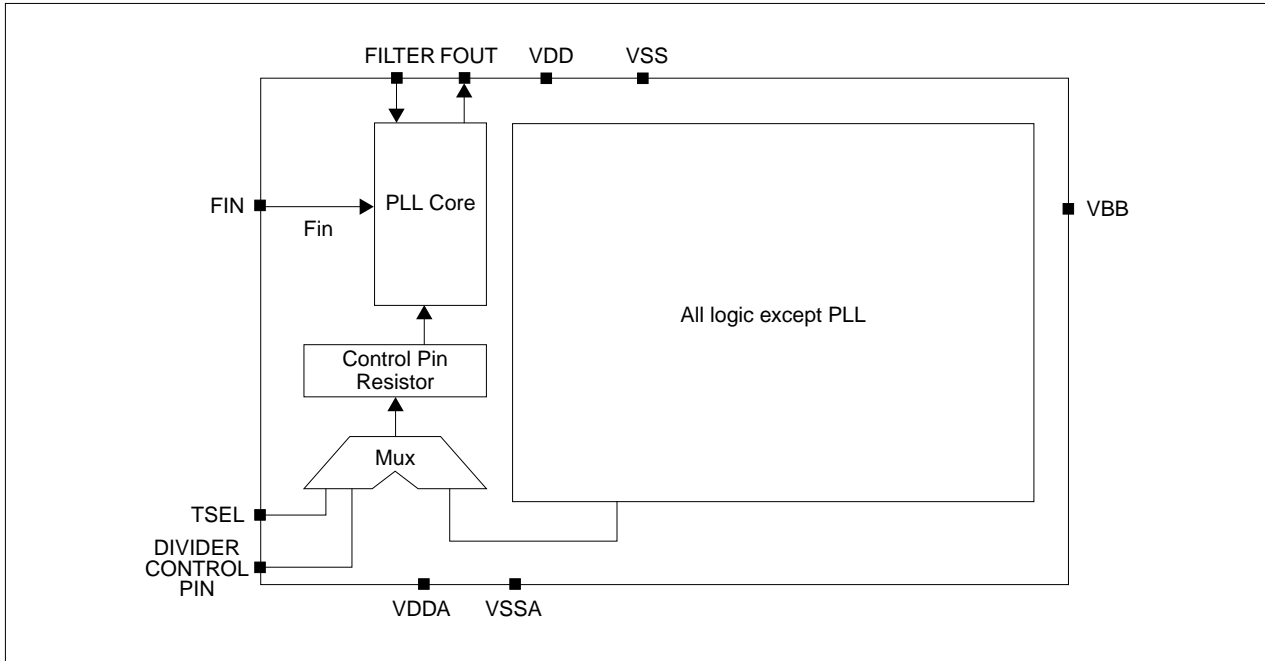 FILTER FOUT VDD VSS
FIN
Fin
PLL Core
VBB
All logic except PLL
Control Pin
Resistor
Mux
TSEL
DIVIDER
CONTROL
PIN
VDDA VSSA